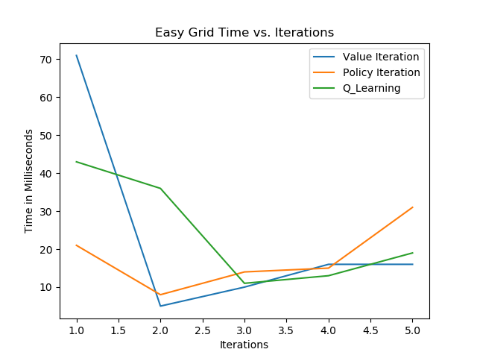 Easy Grid Time vs. Iterations
Value Iteration
Policy Iteration
Q_Learning
Time in Milliseconds
70
60
50
40
30
20
10
1.0 1.5 2.0 2.5 3.0 3.5 4.0 4.5 5.0
Iterations